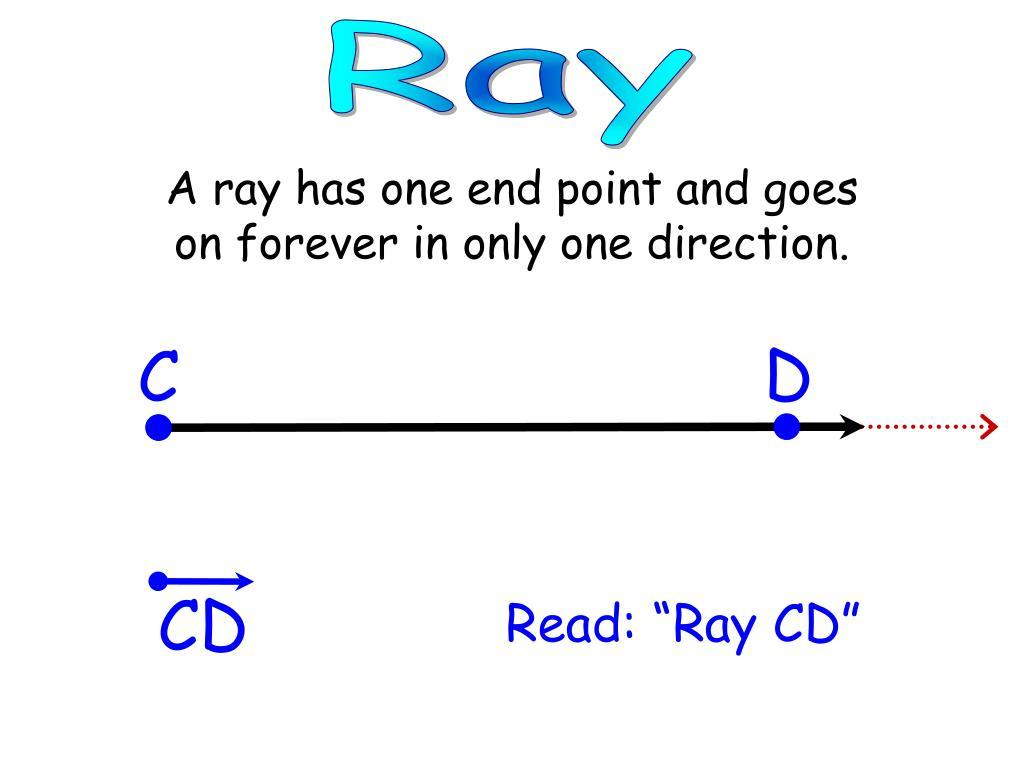 Ray
A ray has one end point and goes
on forever in only one direction.
C D
CD
Read: “Ray CD”